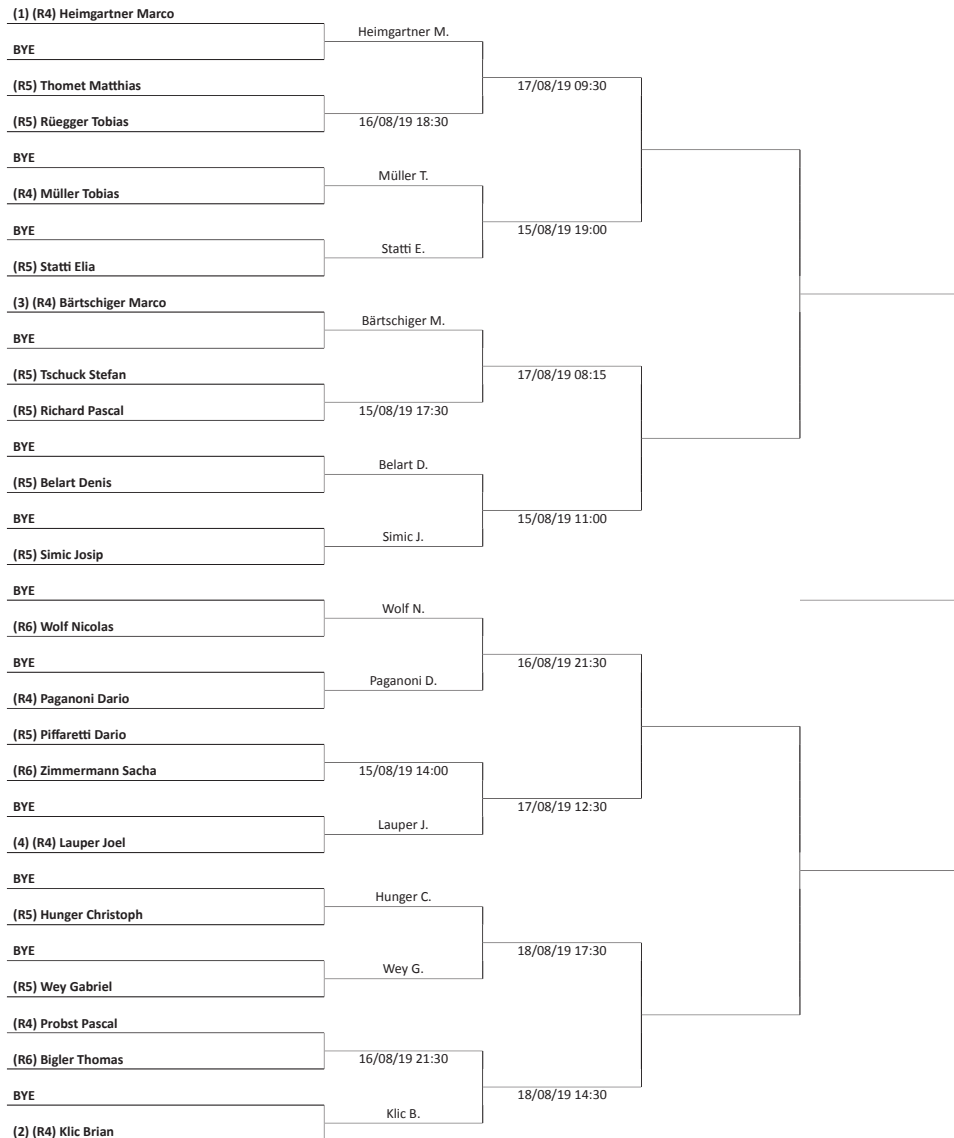 (1) (R4) Heimgartner Marco
BYE
(R5) Thomet Matthias
(R5) Rüegger Tobias
BYE
(R4) Müller Tobias
BYE
(R5) Statti Elia
(3) (R4) Bärtschiger Marco
BYE
(R5) Tschuck Stefan
(R5) Richard Pascal
BYE
(R5) Belart Denis
BYE
(R5) Simic Josip
BYE
(R6) Wolf Nicolas
BYE
(R4) Paganoni Dario
(R5) Piffaretti Dario
(R6) Zimmermann Sacha
BYE
(4) (R4) Lauper Joel
BYE
(R5) Hunger Christoph
BYE
(R5) Wey Gabriel
(R4) Probst Pascal
(R6) Bigler Thomas
BYE
(2) (R4) Klic Brian
Heimgartner M.
16/08/19 18:30
Müller T.
Statti E.
Bärtschiger M.
15/08/19 17:30
Belart D.
Simic J.
Wolf N.
Paganoni D.
15/08/19 14:00
Lauper J.
Hunger C.
Wey G.
16/08/19 21:30
Klic B.
17/08/19 09:30
15/08/19 19:00
17/08/19 08:15
15/08/19 11:00
16/08/19 21:30
17/08/19 12:30
18/08/19 17:30
18/08/19 14:30